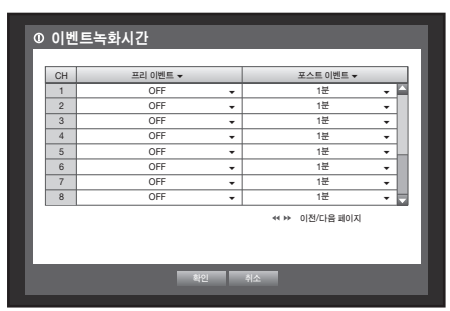 이벤트녹화시간
CH 프리 이벤트 포스트 이벤트
1 OFF 1분
2 OFF 1분
3 OFF 1분
4 OFF 1분
5 OFF 1분
6 OFF 1분
7 OFF 1분
8 OFF 1분
이전/다음 페이지
확인 취소